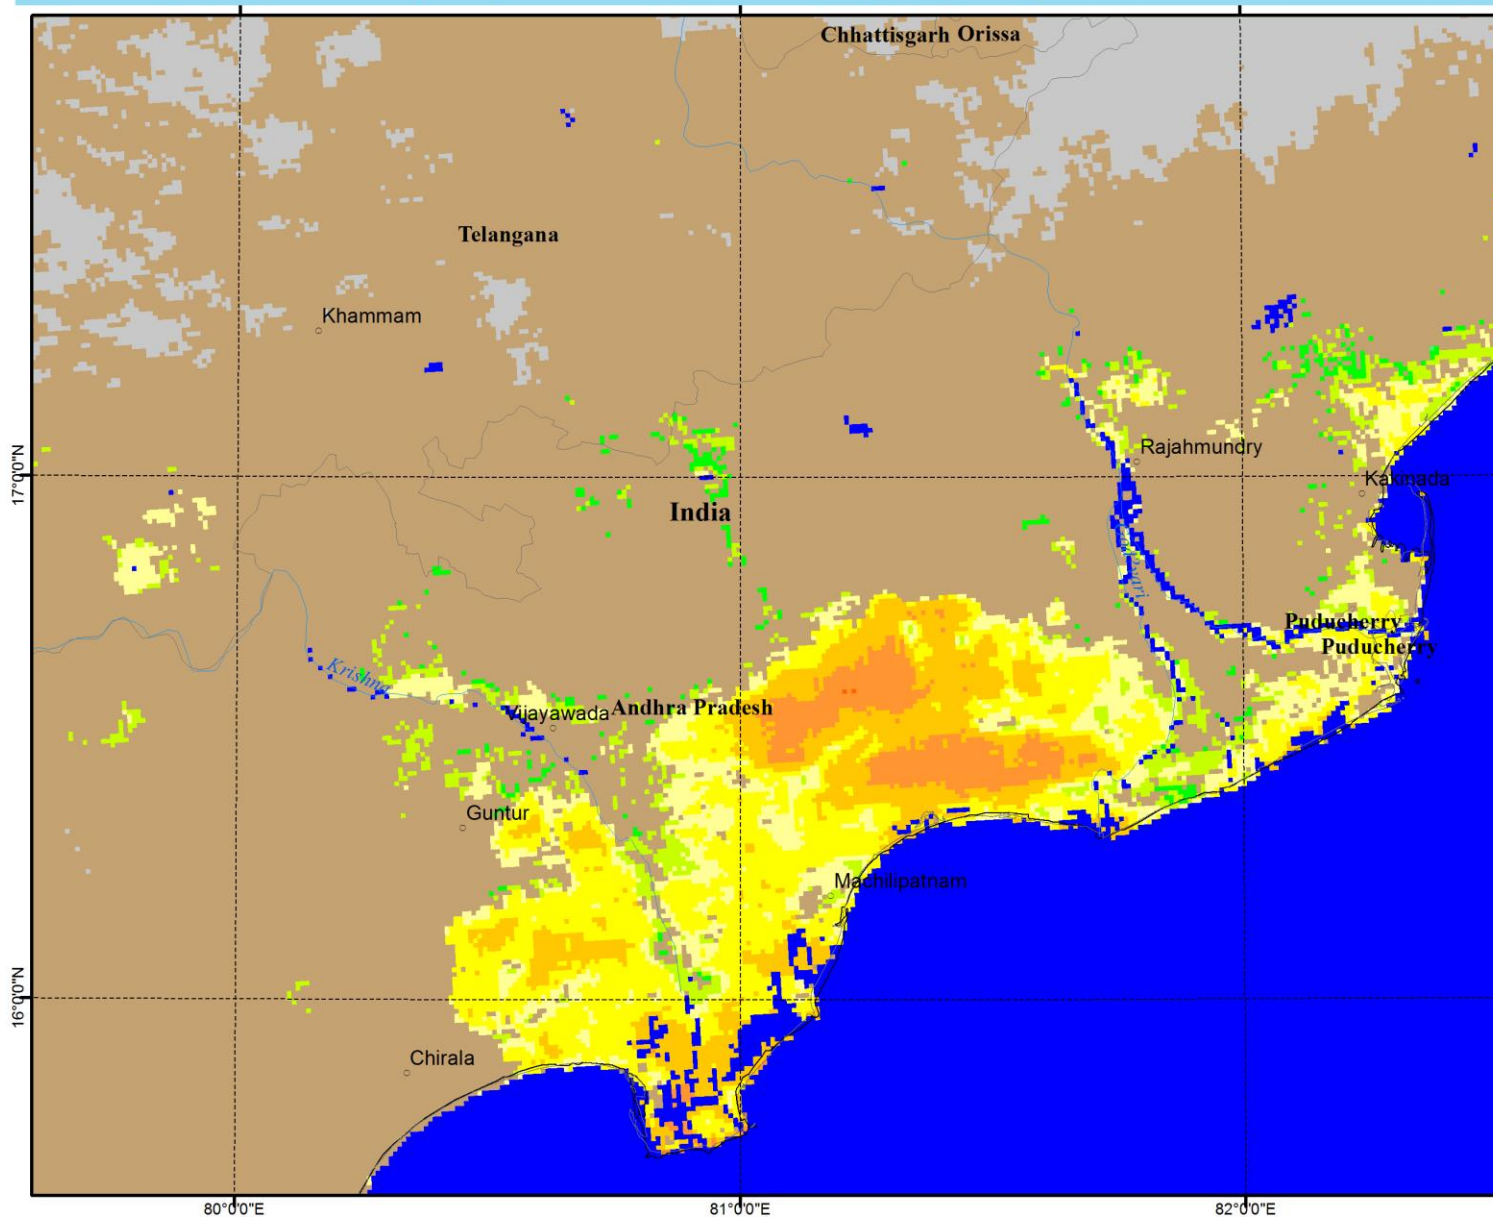 Chhattisgarh Orissa
Telangana
Khammam
Rajahmundry
17°0'0"N
Kakinada
India
Puducherry
Puducherry
Krishna
Vijayawada
Andhra Pradesh
Guntur
Machilipatnam
16°0'0"N
Chirala
80°0'0"E
81°0'0"E
82°0'0"E